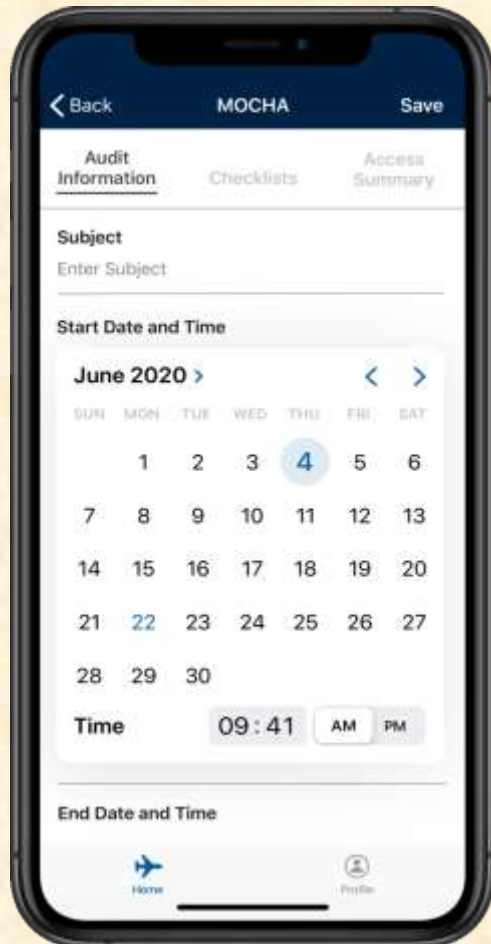 Back MOCHA Save
Audit Information Checklists Access Summary
Subject
Enter Subject
Start Date and Time
June 2020
SUN MON TUE WED THU FRI SAT
1 2 3 4 5 6
7 8 9 10 11 12 13
14 15 16 17 18 19 20
21 22 23 24 25 26 27
28 29 30
Time 09:41 AM PM
End Date and Time
Home Profile